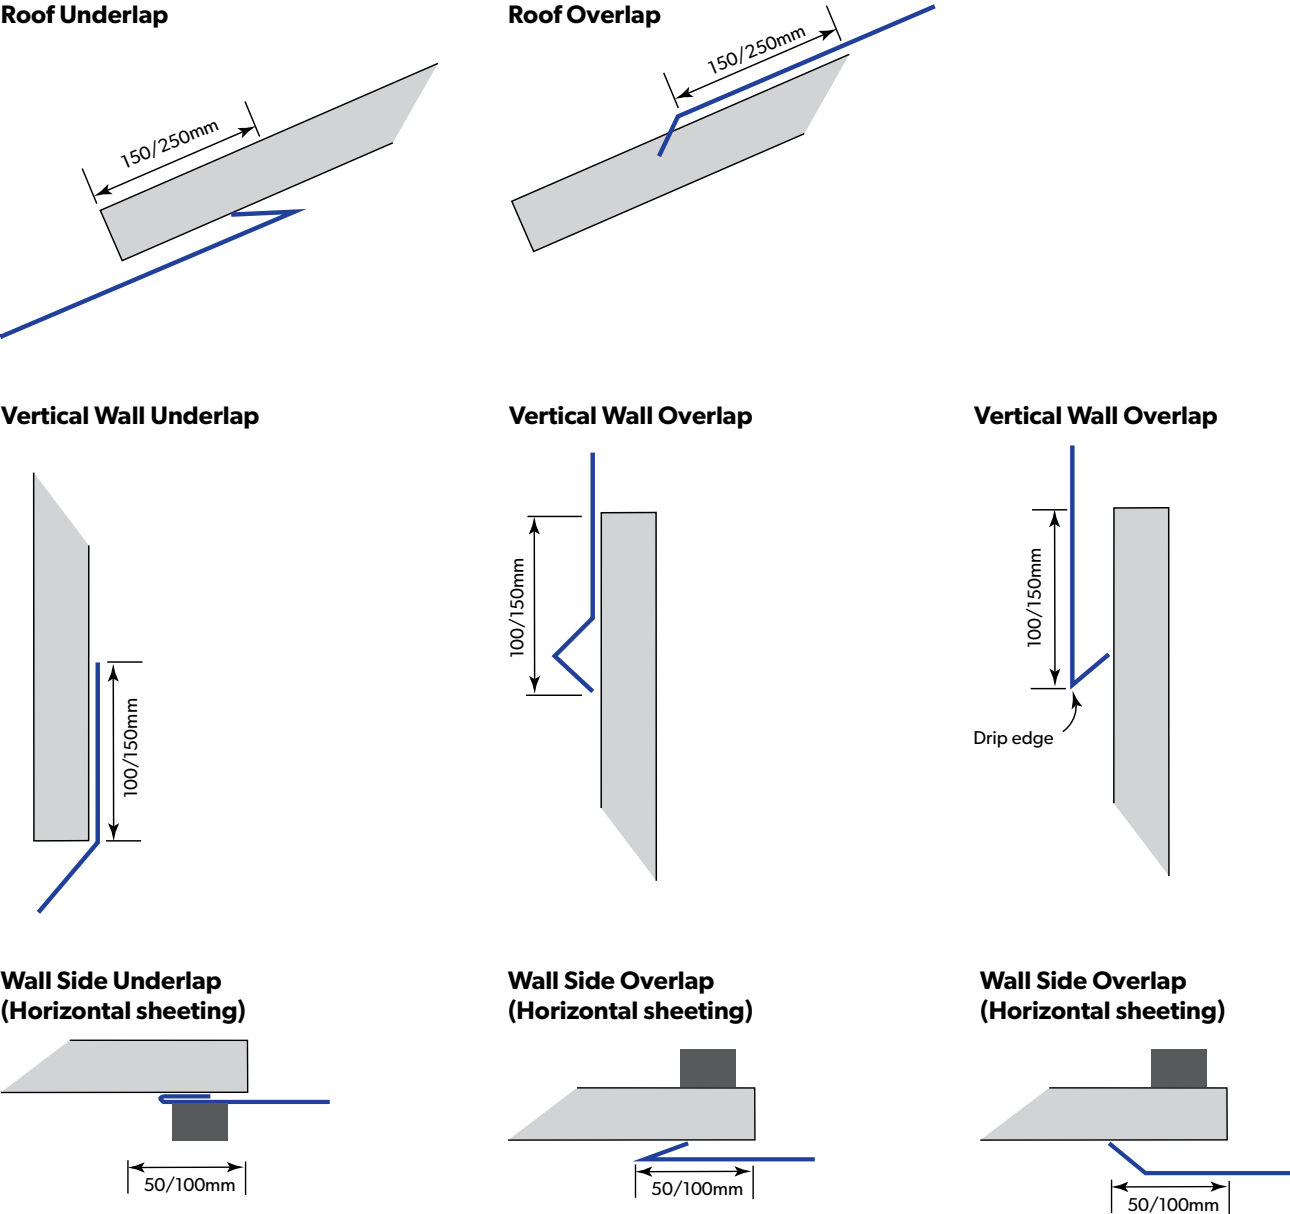 Roof Underlap
Roof Overlap
150/250mm
150/250mm
Vertical Wall Underlap
Vertical Wall Overlap
Vertical Wall Overlap
100/150mm
100/150mm
100/150mm
Drip edge
Wall Side Underlap
(Horizontal sheeting)
Wall Side Overlap
(Horizontal sheeting)
Wall Side Overlap
(Horizontal sheeting)
50/100mm
50/100mm
50/100mm